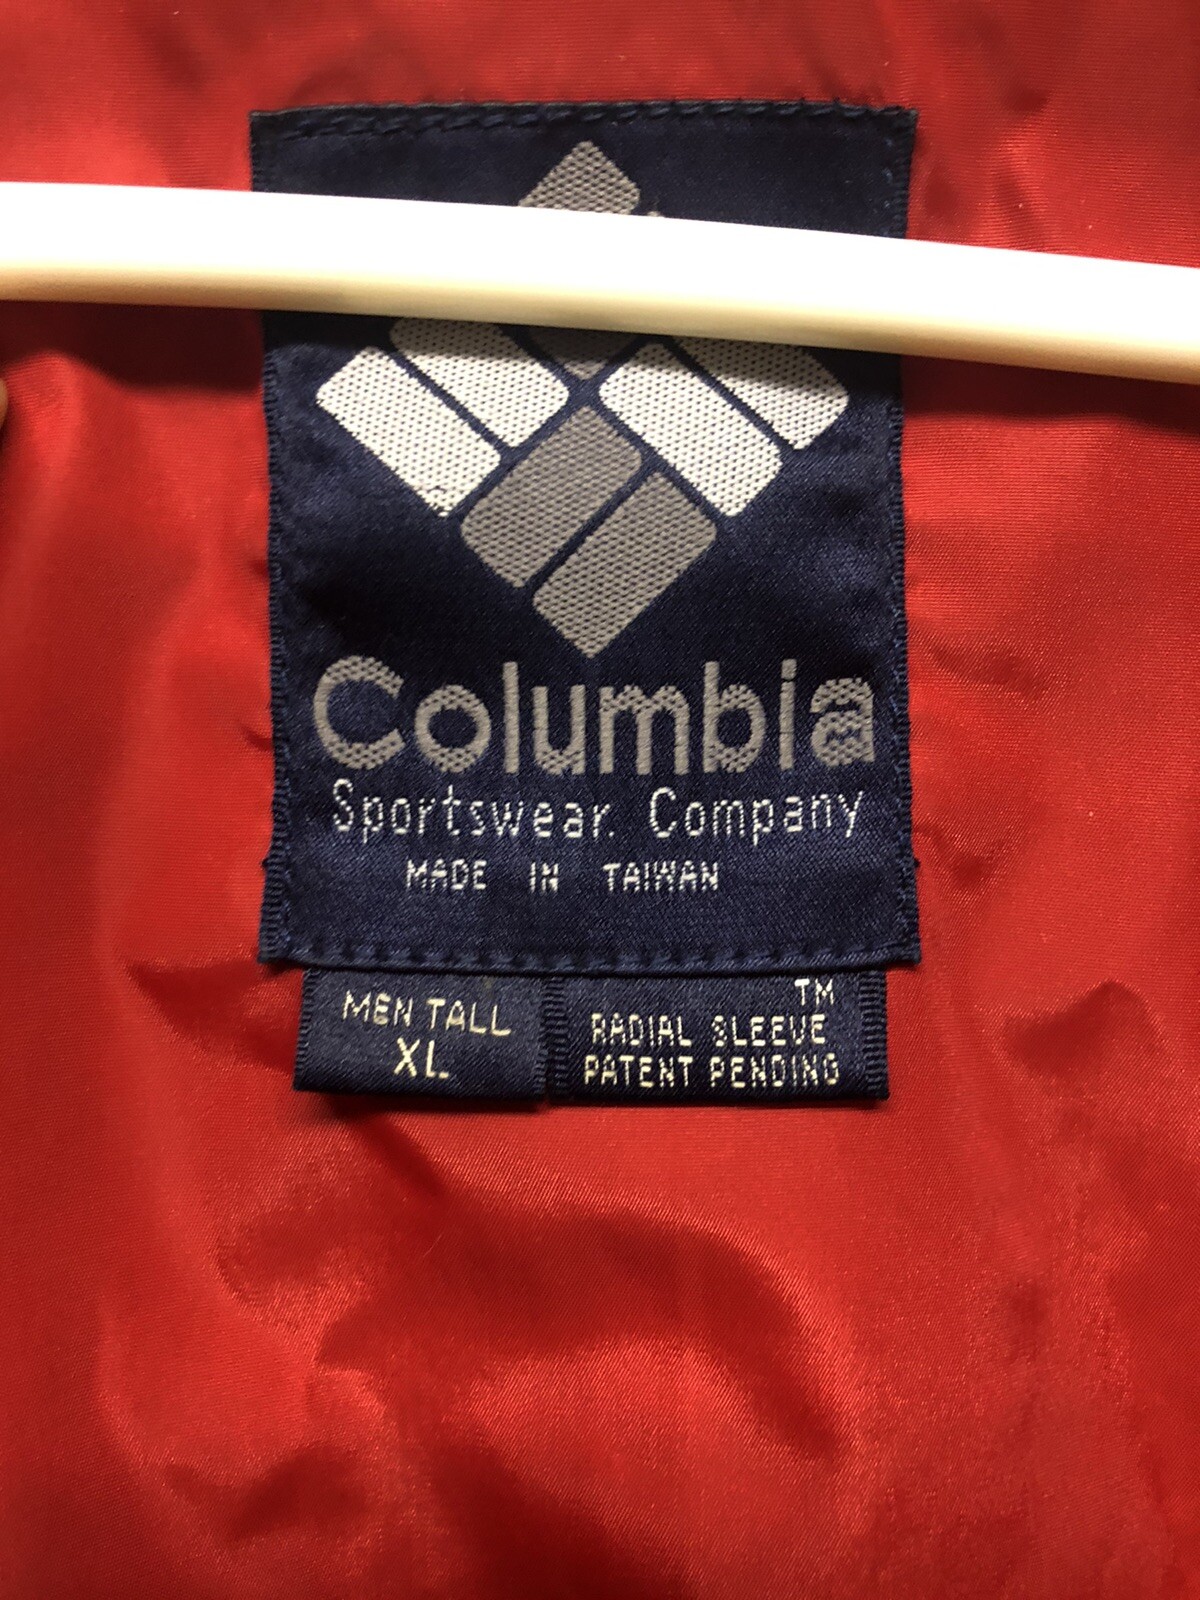 Columbia
Sportswear. Company
MADE IN TAIWAN
MEN TALL
XL
TM
RADIAL SLEEVE
PATENT PENDING